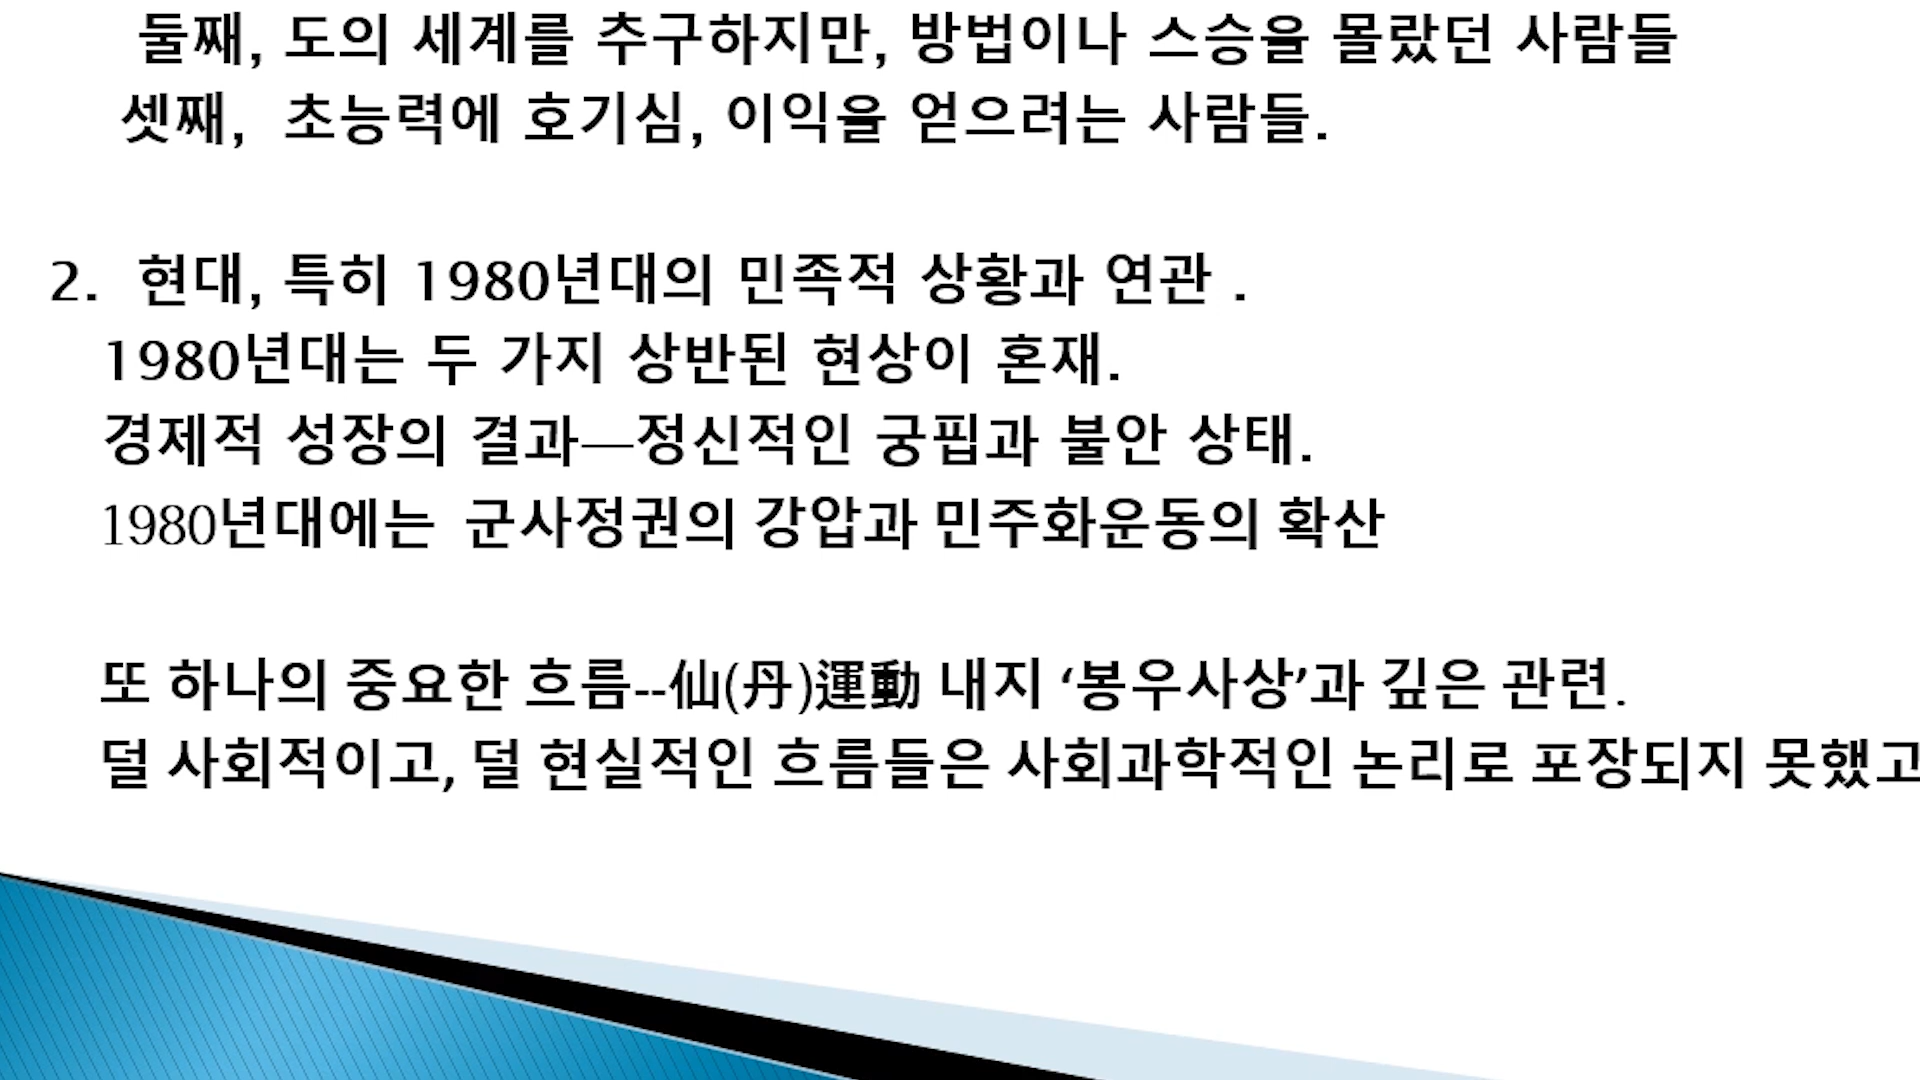 둘째, 도의 세계를 추구하지만, 방법이나 스승을 몰랐던 사람들
셋째, 초능력에 호기심, 이익을 얻으려는 사람들.
2. 현대, 특히 1980년대의 민족적 상황과 연관 .
1980년대는 두 가지 상반된 현상이 혼재.
경제적 성장의 결과—정신적인 궁핍과 불안 상태.
1980년대에는 군사정권의 강압과 민주화운동의 확산
또 하나의 중요한 흐름--仙(丹)運動 내지 ‘봉우사상’과 깊은 관련.
덜 사회적이고, 덜 현실적인 흐름들은 사회과학적인 논리로 포장되지 못했고